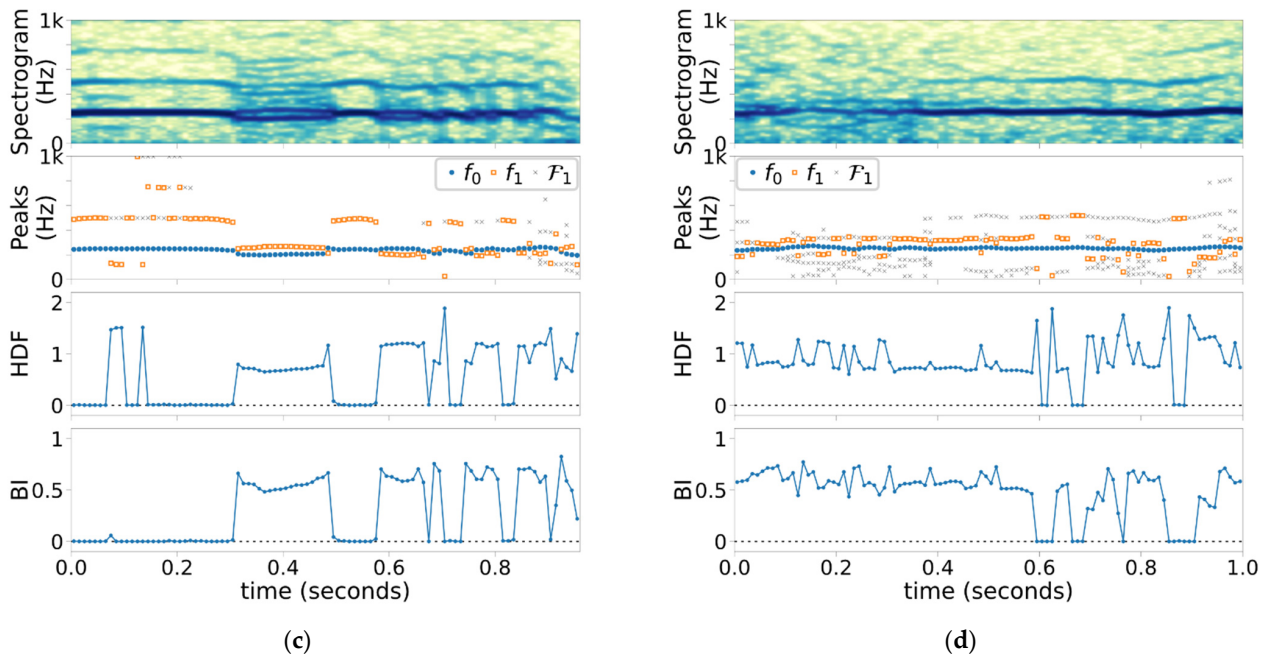 1k
Spectrogram
(Hz)
0
1k
Peaks
(Hz)
0
f0 f1 F1
2
HDF
1
0
1
BI
0.5
0
0.0 0.2 0.4 0.6 0.8
time (seconds)
(c)
1k
Spectrogram
(Hz)
0
1k
Peaks
(Hz)
0
f0 f1 F1
2
HDF
1
0
1
BI
0.5
0
0.0 0.2 0.4 0.6 0.8 1.0
time (seconds)
(d)